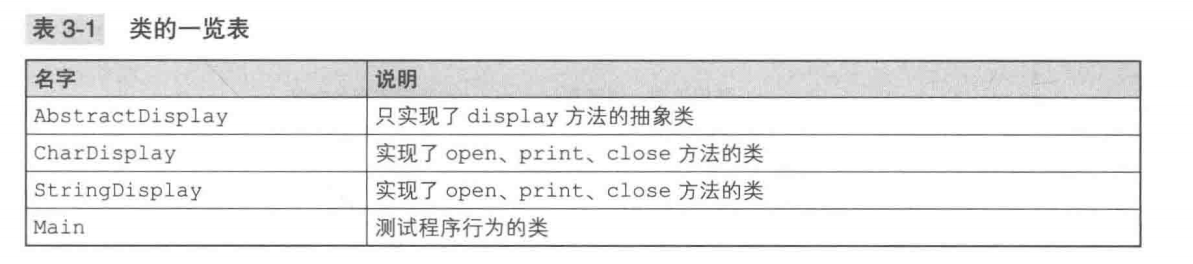 表 3-1 类的一览表
名字 说明
AbstractDisplay 只实现了 display 方法的抽象类
CharDisplay 实现了 open、print、close 方法的类
StringDisplay 实现了 open、print、close 方法的类
Main 测试程序行为的类